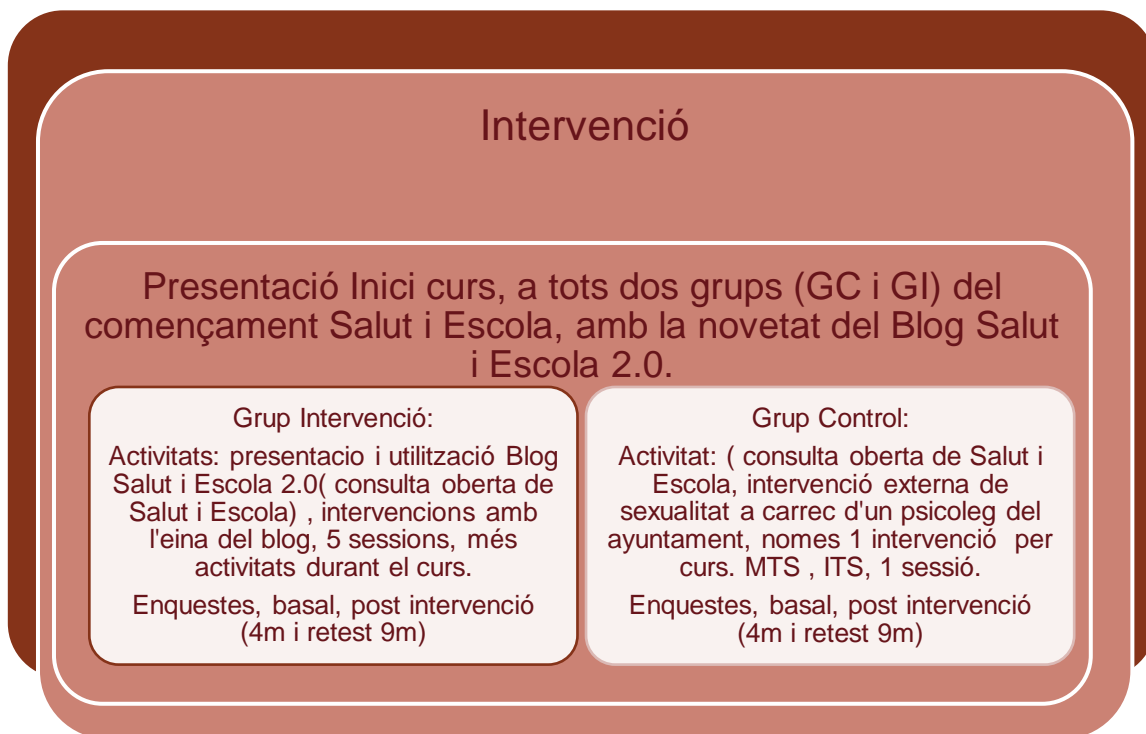 Intervenció
Presentació Inici curs, a tots dos grups (GC i GI) del
començament Salut i Escola, amb la novetat del Blog Salut
i Escola 2.0.
Grup Intervenció:
Activitats: presentacio i utilització Blog
Salut i Escola 2.0( consulta oberta de
Salut i Escola) , intervencions amb
l'eina del blog, 5 sessions, més
activitats durant el curs.
Enquestes, basal, post intervenció
(4m i retest 9m)
Grup Control:
Activitat: ( consulta oberta de Salut i
Escola, intervenció externa de
sexualitat a carrec d'un psicoleg del
ayuntament, nomes 1 intervenció  per
curs. MTS , ITS, 1 sessió.
Enquestes, basal, post intervenció
(4m i retest 9m)